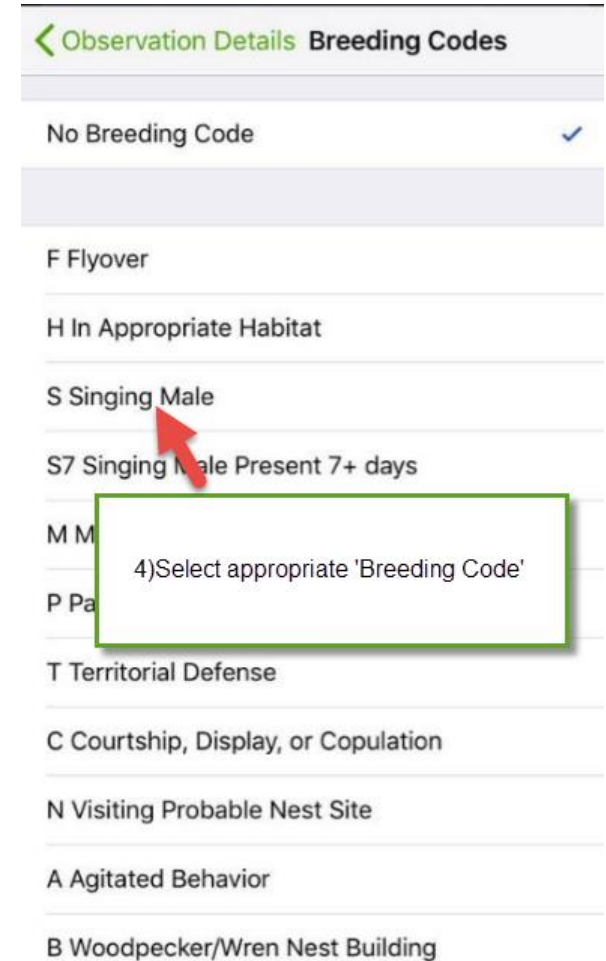 Observation Details Breeding Codes
No Breeding Code
F Flyover
H In Appropriate Habitat
S Singing Male
S7 Singing Male Present 7+ days
M M
4)Select appropriate 'Breeding Code'
P Pa
T Territorial Defense
C Courtship, Display, or Copulation
N Visiting Probable Nest Site
A Agitated Behavior
B Woodpecker/Wren Nest Building